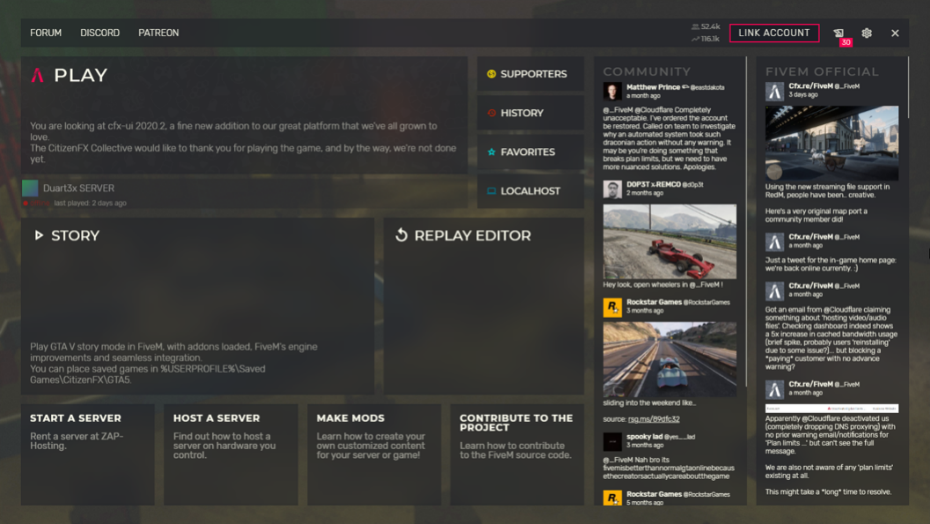 FORUM DISCORD PATREON
52.4k
116.1k
LINK ACCOUNT
30
PLAY
You are looking at cfx-ui 2020.2, a fine new addition to our great platform that we've all grown to
love.
The CitizenFX Collective would like to thank you for playing the game, and by the way, we're not done
yet.
Duart3x SERVER
last played: 2 days ago
SUPPORTERS
HISTORY
FAVORITES
LOCALHOST
STORY
Play GTA V story mode in FiveM, with addons loaded, FiveM's engine
improvements and seamless integration.
You can place saved games in %USERPROFILE%\Saved
Games\CitizenFX\GTA5.
REPLAY EDITOR
START A SERVER
Rent a server at ZAP-
Hosting.
HOST A SERVER
Find out how to host a
server on hardware you
control.
MAKE MODS
Learn how to create your
own customized content
for your server or game!
CONTRIBUTE TO THE
PROJECT
Learn how to contribute
to the FiveM source code.
COMMUNITY
Matthew Prince @eastdakota
a month ago
@_FiveM @Cloudflare Completely
unacceptable. I've ordered the account
be restored. Called on team to investigate
why an automated system took such
draconian action without any warning. It
may be you're doing something that
breaks plan limits, but we need to have
more nuanced solutions. Apologies.
D0P3T x REMCO @d0p3t
2 months ago
Hey look, open wheelers in @_FiveM !
Rockstar Games @RockstarGames
3 months ago
sliding into the weekend like..
source: rsg.ms/89dfc32
spooky lad @yes___lad
3 months ago
@_FiveM Nah bro its
fivemisbetterthannormalgtaonlinebecaus
ethecreatorsactuallycareaboutthegame
Rockstar Games @RockstarGames
5 months ago
FIVEM OFFICIAL
Cfx.re/FiveM @_FiveM
3 days ago
Using the new streaming file support in
RedM, people have been.. creative.
Here's a very original map port a
community member did!
Cfx.re/FiveM @_FiveM
a month ago
Just a tweet for the in-game home page:
we're back online currently. :)
Cfx.re/FiveM @_FiveM
a month ago
Got an email from @Cloudflare claiming
something about 'hosting video/audio
files'. Checking dashboard indeed shows
a 5x increase in cached bandwidth usage
(brief spike, probably users 'reinstalling'
due to some issue?)... but blocking a
*paying* customer with no advance
warning?
Cfx.re/FiveM @_FiveM
a month ago
Apparently @Cloudflare deactivated us
(completely dropping DNS proxying) with
no prior warning email/notifications for
'Plan limits ...' but can't see the full
message.
We are also not aware of any 'plan limits'
existing at all.
This might take a *long* time to resolve.